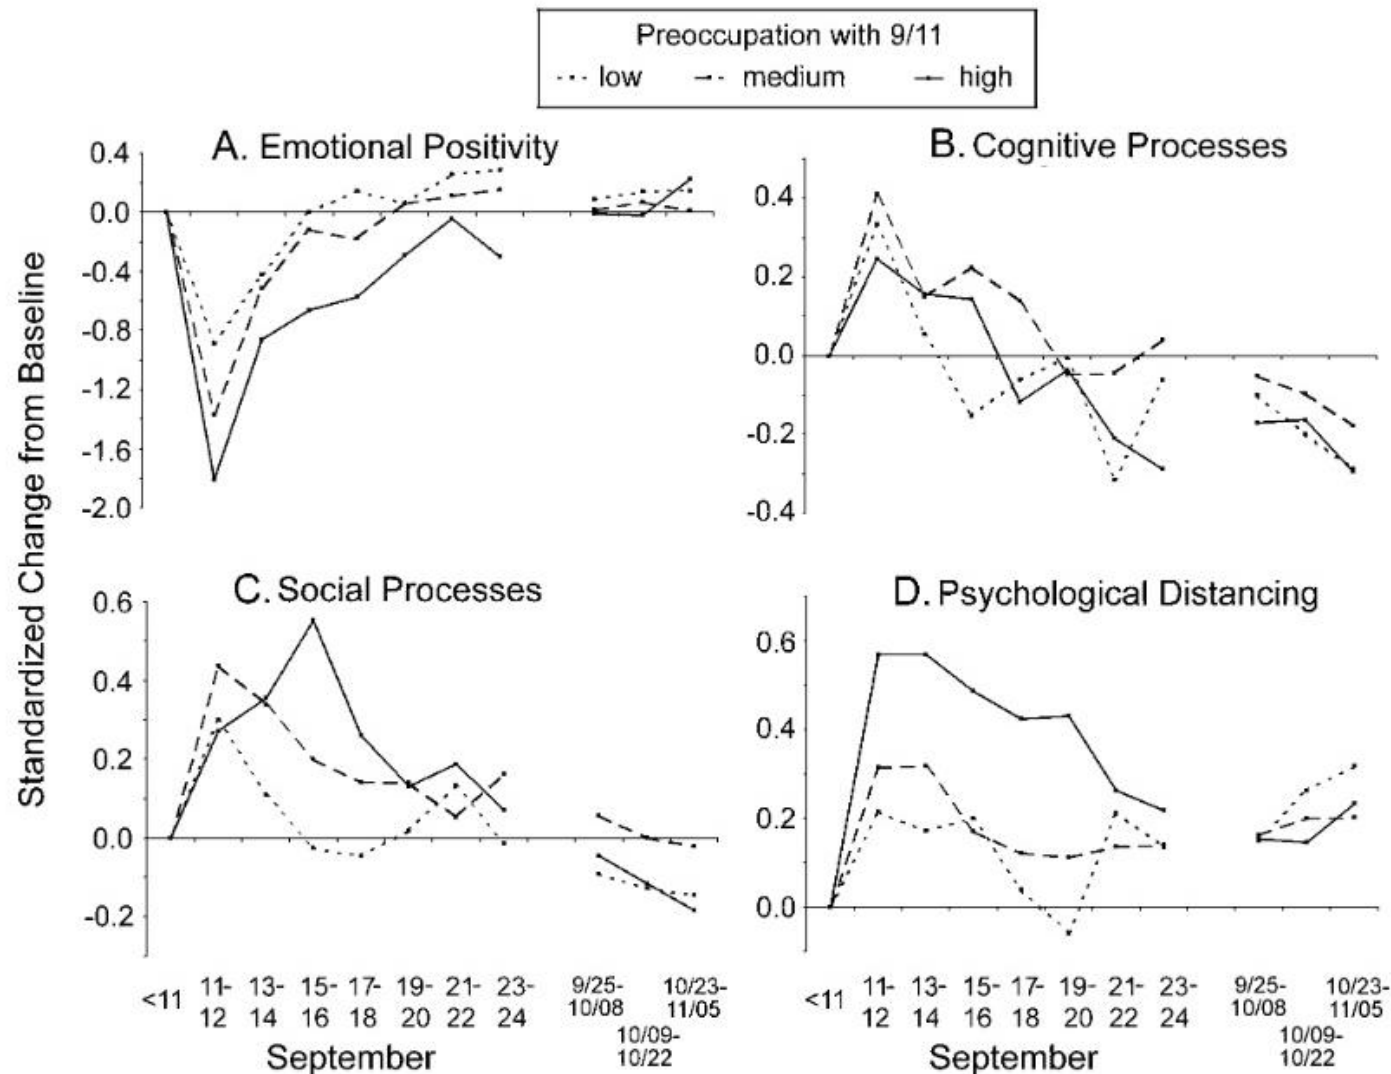 Preoccupation with 9/11
low medium high
A. Emotional Positivity
0.4
0.0
-0.4
-0.8
-1.2
-1.6
-2.0
B. Cognitive Processes
0.4
0.2
0.0
-0.2
-0.4
Standardized Change from Baseline
C. Social Processes
0.6
0.4
0.2
0.0
-0.2
<11 11-12 13-14 15-16 17-18 19-20 21-22 23-24 9/25-10/08 10/09-10/22 10/23-11/05
September
D. Psychological Distancing
0.6
0.4
0.2
0.0
<11 11-12 13-14 15-16 17-18 19-20 21-22 23-24 9/25-10/08 10/09-10/22 10/23-11/05
September